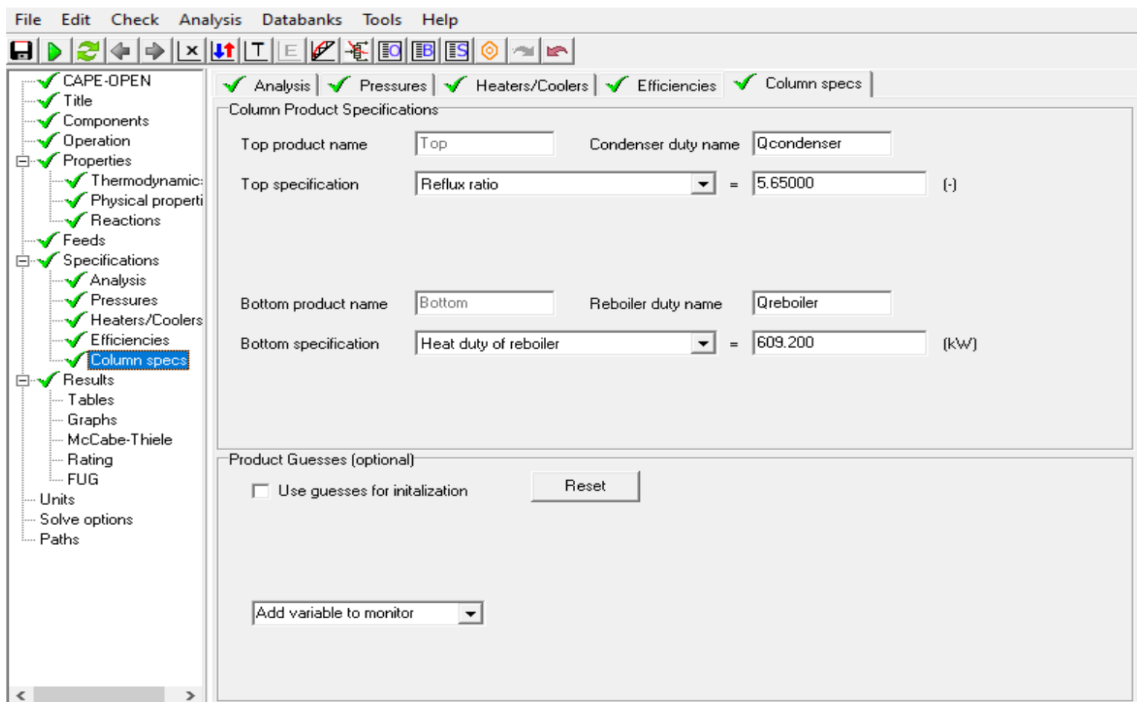 File Edit Check Analysis Databanks Tools Help
T E O B S
CAPE-OPEN
Title
Components
Operation
Properties
Thermodynamic
Physical properti
Reactions
Feeds
Specifications
Analysis
Pressures
Heaters/Coolers
Efficiencies
Column specs
Results
Tables
Graphs
McCabe-Thiele
Rating
FUG
Units
Solve options
Paths
Analysis Pressures Heaters/Coolers Efficiencies Column specs
Column Product Specifications
Top product name Top Condenser duty name Qcondenser
Top specification Reflux ratio = 5.65000 (-)
Bottom product name Bottom Reboiler duty name Qreboiler
Bottom specification Heat duty of reboiler = 609.200 (kW)
Product Guesses (optional)
Use guesses for initalization Reset
Add variable to monitor